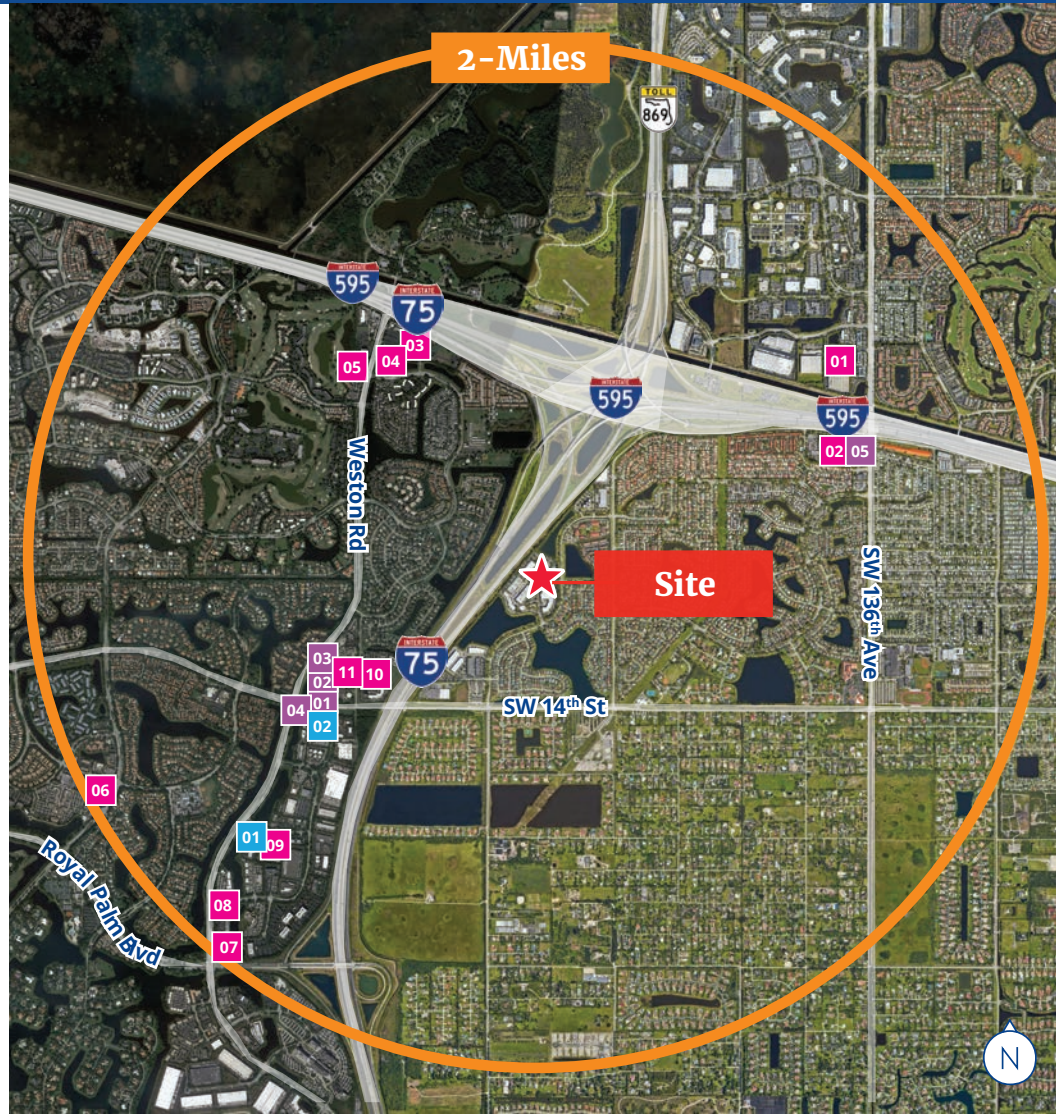 2-Miles
TOLL
869
INTERSTATE
595
INTERSTATE
75
03
04
05
01
INTERSTATE
595
INTERSTATE
595
02
05
Weston Rd
Site
SW 136th Ave
INTERSTATE
75
03
11
10
02
04
01
02
SW 14th St
06
01
09
Royal Palm Blvd
08
07
N